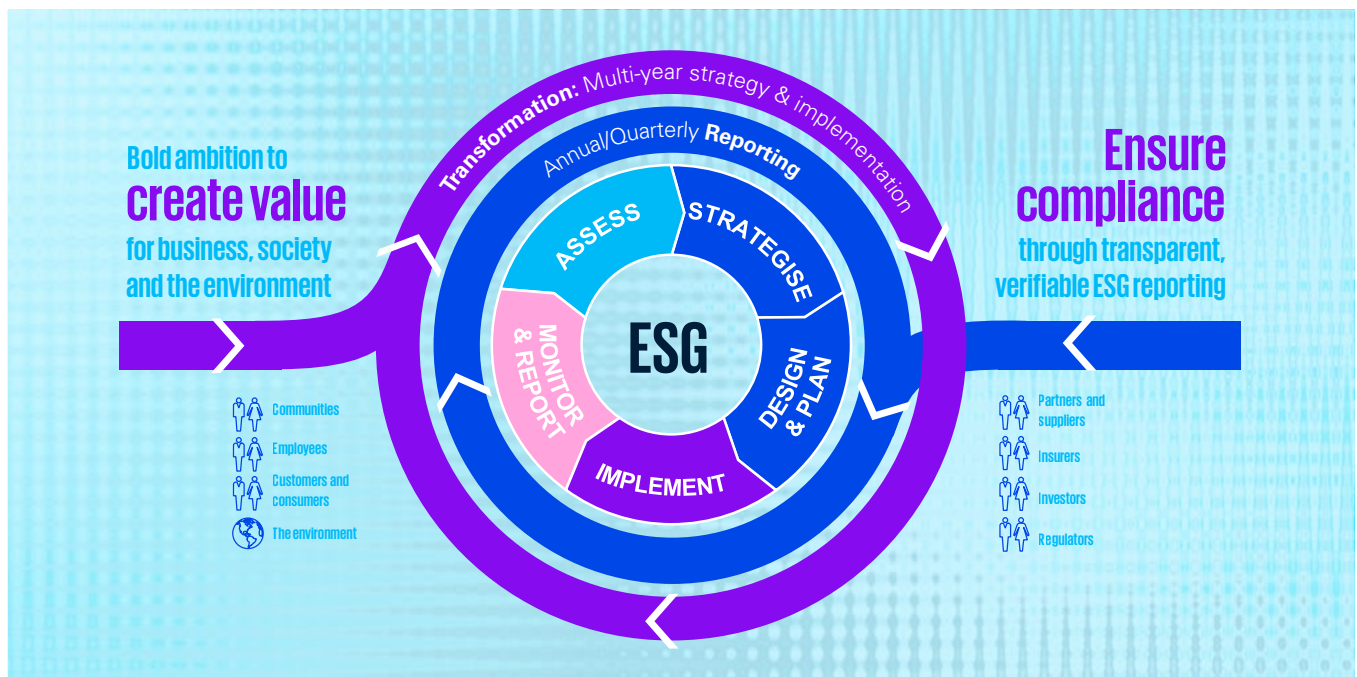 Transformation: Multi-year strategy & implementation
Annual/Quarterly Reporting
Bold ambition to
create value
for business, society
and the environment
Communities
Employees
Customers and
consumers
The environment
ASSESS
STRATEGISE
DESIGN
& PLAN
IMPLEMENT
MONITOR
& REPORT
ESG
Ensure
compliance
through transparent,
verifiable ESG reporting
Partners and
suppliers
Insurers
Investors
Regulators